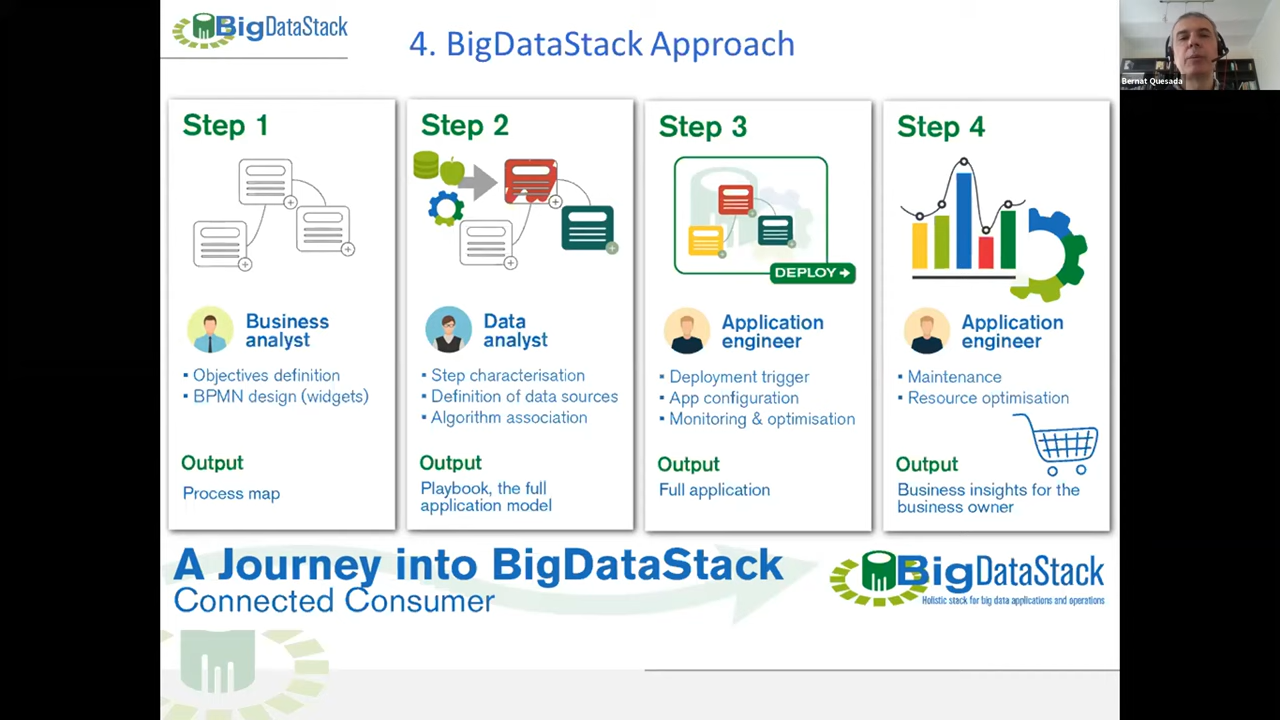 BigDataStack
4. BigDataStack Approach
Bernat Quesada
Step 1
Business
analyst
▪ Objectives definition
▪ BPMN design (widgets)
Output
Process map
Step 2
Data
analyst
▪ Step characterisation
▪ Definition of data sources
▪ Algorithm association
Output
Playbook, the full
application model
Step 3
DEPLOY
Application
engineer
▪ Deployment trigger
▪ App configuration
▪ Monitoring & optimisation
Output
Full application
Step 4
Application
engineer
▪ Maintenance
▪ Resource optimisation
Output
Business insights for the
business owner
A Journey into BigDataStack
Connected Consumer
BigDataStack
Holistic stack for big data applications and operations